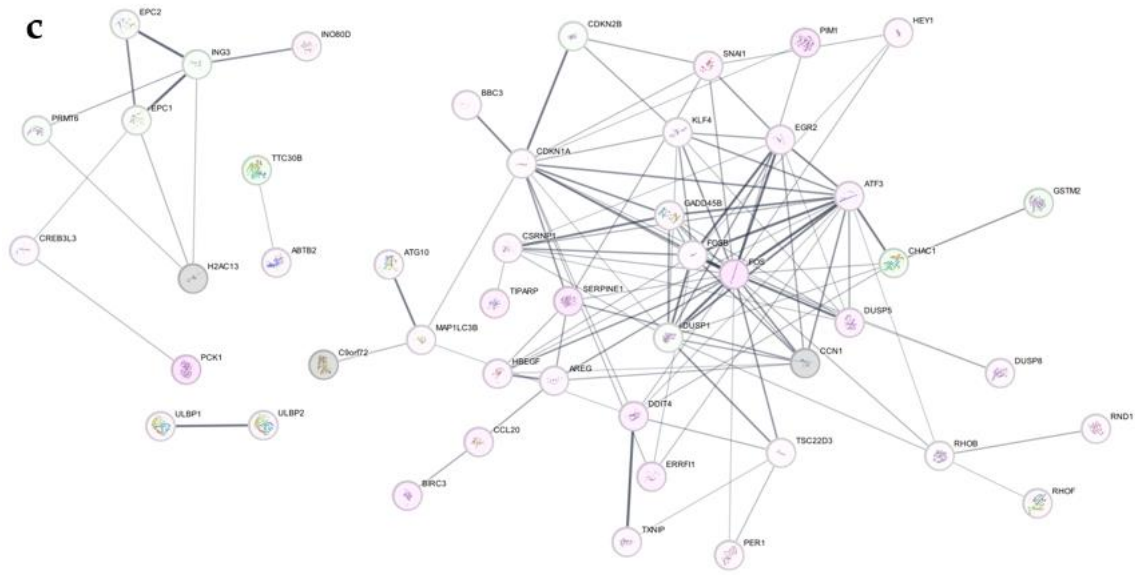 c
EPC2
CDKN2B
HEY1
PIM1
INO80D
ING3
SNAI1
BBC3
EPC1
PRMT6
KLF4
EGR2
CDKN1A
TTC30B
ATF3
GSTM2
GADD45B
CSRNP1
CREB3L3
ABTB2
ATG10
FOSB
CHAC1
FOS
H2AC13
TIPARP
SERPINE1
DUSP5
MAP1LC3B
DUSP1
C9orf72
CCN1
PCK1
HBEGF
AREG
DUSP8
DDIT4
ULBP1
ULBP2
RND1
CCL20
TSC22D3
RHOB
ERRFI1
BIRC3
RHOF
TXNIP
PER1